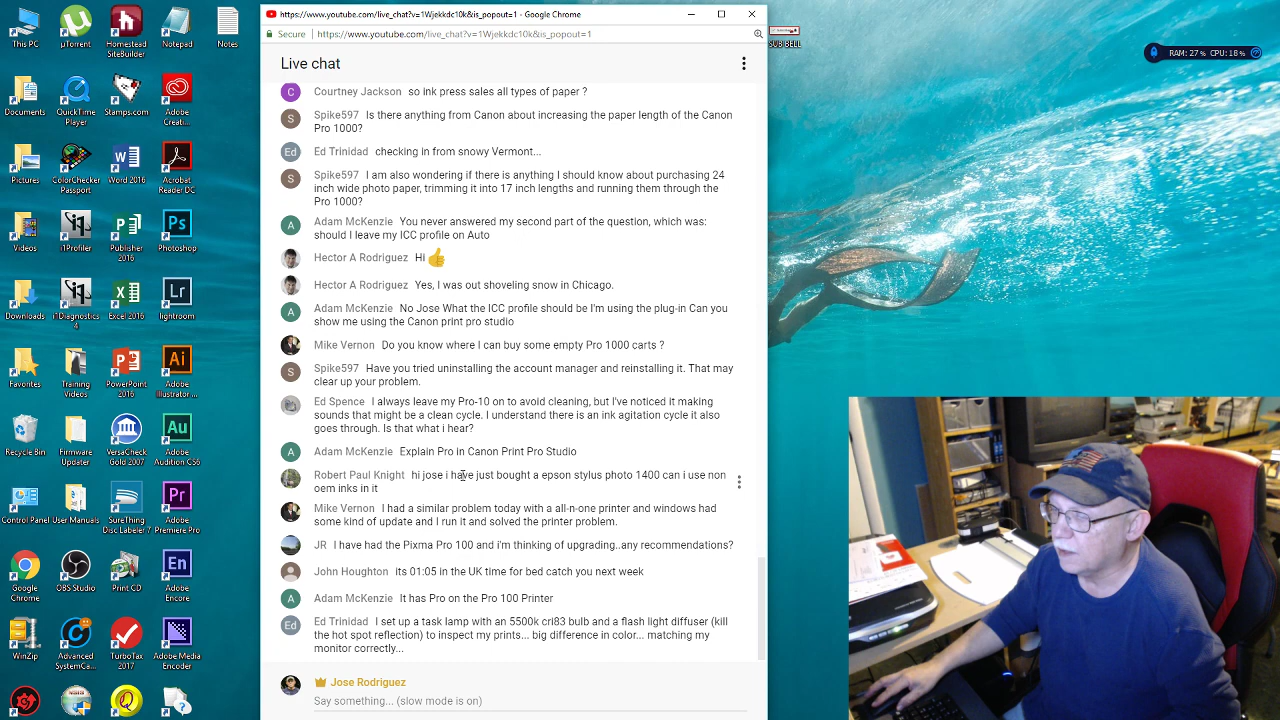 https://www.youtube.com/live_chat?v=1Wjekkdc10k&is_popout=1 - Google Chrome
Secure | https://www.youtube.com/live_chat?v=1Wjekkdc10k&is_popout=1
Live chat
C Courtney Jackson so ink press sales all types of paper ?
S Spike597 Is there anything from Canon about increasing the paper length of the Canon
Pro 1000?
Ed Ed Trinidad checking in from snowy Vermont...
S Spike597 I am also wondering if there is anything I should know about purchasing 24
inch wide photo paper, trimming it into 17 inch lengths and running them through the
Pro 1000?
A Adam McKenzie You never answered my second part of the question, which was:
should I leave my ICC profile on Auto
Hector A Rodriguez Hi
Hector A Rodriguez Yes, I was out shoveling snow in Chicago.
A Adam McKenzie No Jose What the ICC profile should be I'm using the plug-in Can you
show me using the Canon print pro studio
Mike Vernon Do you know where I can buy some empty Pro 1000 carts ?
S Spike597 Have you tried uninstalling the account manager and reinstalling it. That may
clear up your problem.
Ed Spence I always leave my Pro-10 on to avoid cleaning, but I've noticed it making
sounds that might be a clean cycle. I understand there is an ink agitation cycle it also
goes through. Is that what i hear?
A Adam McKenzie Explain Pro in Canon Print Pro Studio
Robert Paul Knight hi jose i have just bought a epson stylus photo 1400 can i use non
oem inks in it
Mike Vernon I had a similar problem today with a all-n-one printer and windows had
some kind of update and I run it and solved the printer problem.
JR I have had the Pixma Pro 100 and i'm thinking of upgrading..any recommendations?
John Houghton its 01:05 in the UK time for bed catch you next week
A Adam McKenzie It has Pro on the Pro 100 Printer
Ed Ed Trinidad I set up a task lamp with an 5500k cri83 bulb and a flash light diffuser (kill
the hot spot reflection) to inspect my prints... big difference in color... matching my
monitor correctly...
Jose Rodriguez
Say something... (slow mode is on)
This PC
µTorrent
Homestead
SiteBuilder
Notepad
Notes
Documents
QuickTime
Player
Stamps.com
Adobe
Creati...
Pictures
ColorChecker
Passport
Word 2016
Acrobat
Reader DC
Videos
i1Profiler
Publisher
2016
Photoshop
Downloads
i1Diagnostics
4
Excel 2016
lightroom
Favorites
Training
Videos
PowerPoint
2016
Adobe
Illustrator ...
Recycle Bin
Firmware
Updater
VersaCheck
Gold 2007
Adobe
Audition CS6
Control Panel
User Manuals
SureThing
Disc Labeler 7
Adobe
Premiere Pro
Google
Chrome
OBS Studio
Print CD
Adobe
Encore
WinZip
Advanced
SystemCa...
TurboTax
2017
Adobe Media
Encoder
SUB BELL
RAM: 27% CPU: 18%